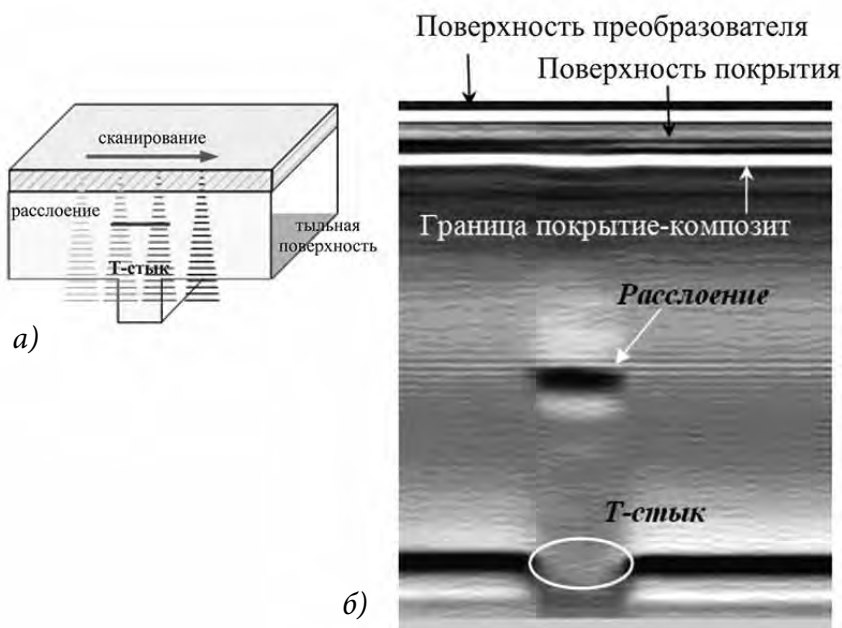 Поверхность преобразователя
Поверхность покрытия
сканирование
расслоение
тыльная
поверхность
Т-стык
а)
Граница покрытие-композит
Расслоение
Т-стык
б)